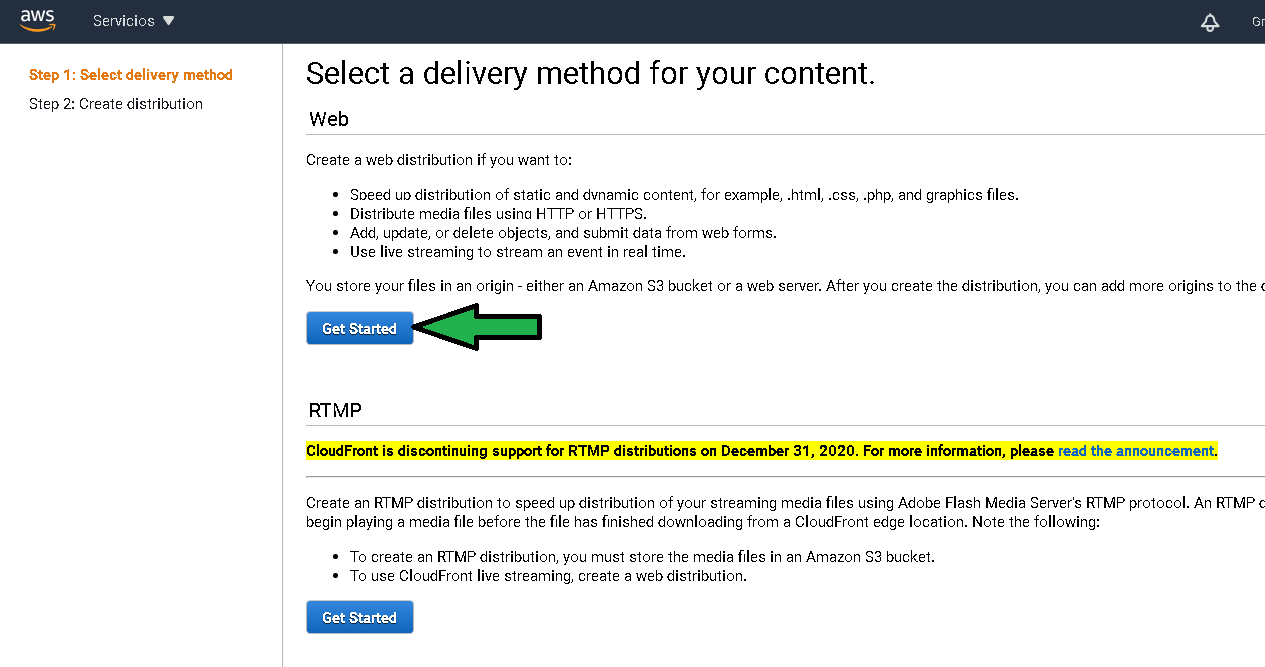 aws
Servicios
Gr
Step 1: Select delivery method
Step 2: Create distribution
Select a delivery method for your content.
Web
Create a web distribution if you want to:
Speed up distribution of static and dynamic content, for example, .html, .css, .php, and graphics files.
Distribute media files using HTTP or HTTPS.
Add, update, or delete objects, and submit data from web forms.
Use live streaming to stream an event in real time.
You store your files in an origin - either an Amazon S3 bucket or a web server. After you create the distribution, you can add more origins to the
Get Started
RTMP
CloudFront is discontinuing support for RTMP distributions on December 31, 2020. For more information, please read the announcement.
Create an RTMP distribution to speed up distribution of your streaming media files using Adobe Flash Media Server's RTMP protocol. An RTMP
begin playing a media file before the file has finished downloading from a CloudFront edge location. Note the following:
To create an RTMP distribution, you must store the media files in an Amazon S3 bucket.
To use CloudFront live streaming, create a web distribution.
Get Started